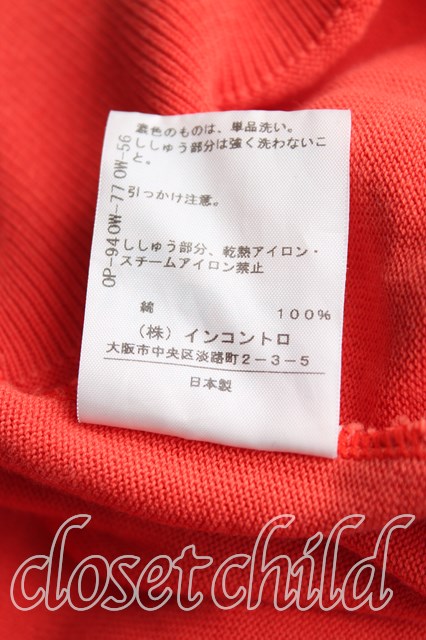 濃色のものは、単品洗い。
ししゅう部分は強く洗わないこ
と。
引っかけ注意。
ししゅう部分、乾熱アイロン・
スチームアイロン禁止
綿 100%
(株) インコントロ
大阪市中央区淡路町2-3-5
日本製
OP-940W-770W-56
closet child